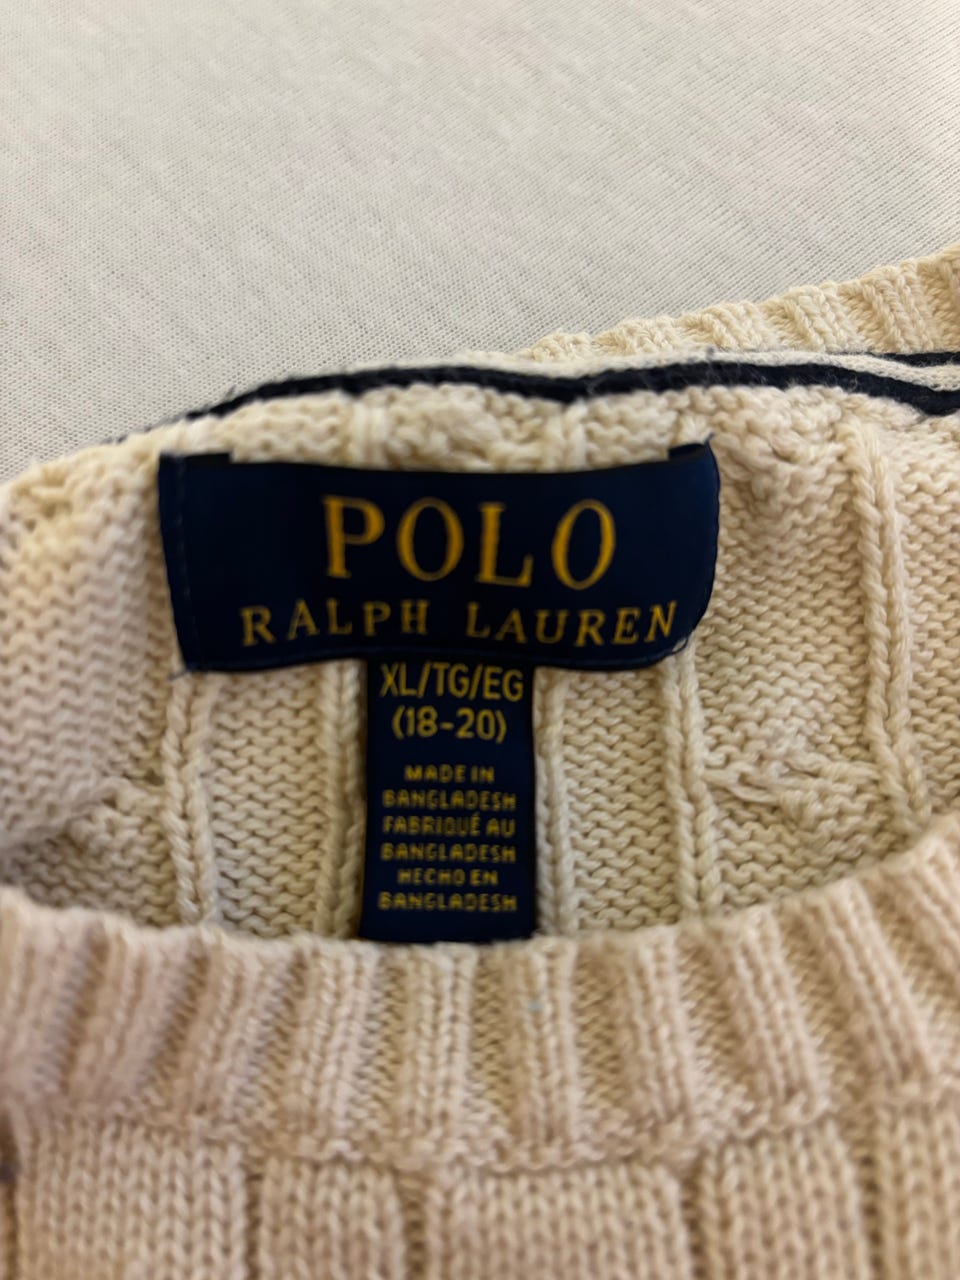 POLO
RALPH LAUREN
XL/TG/EG
(18-20)
MADE IN
BANGLADESH
FABRIQUÉ AU
BANGLADESH
HECHO EN
BANGLADESH